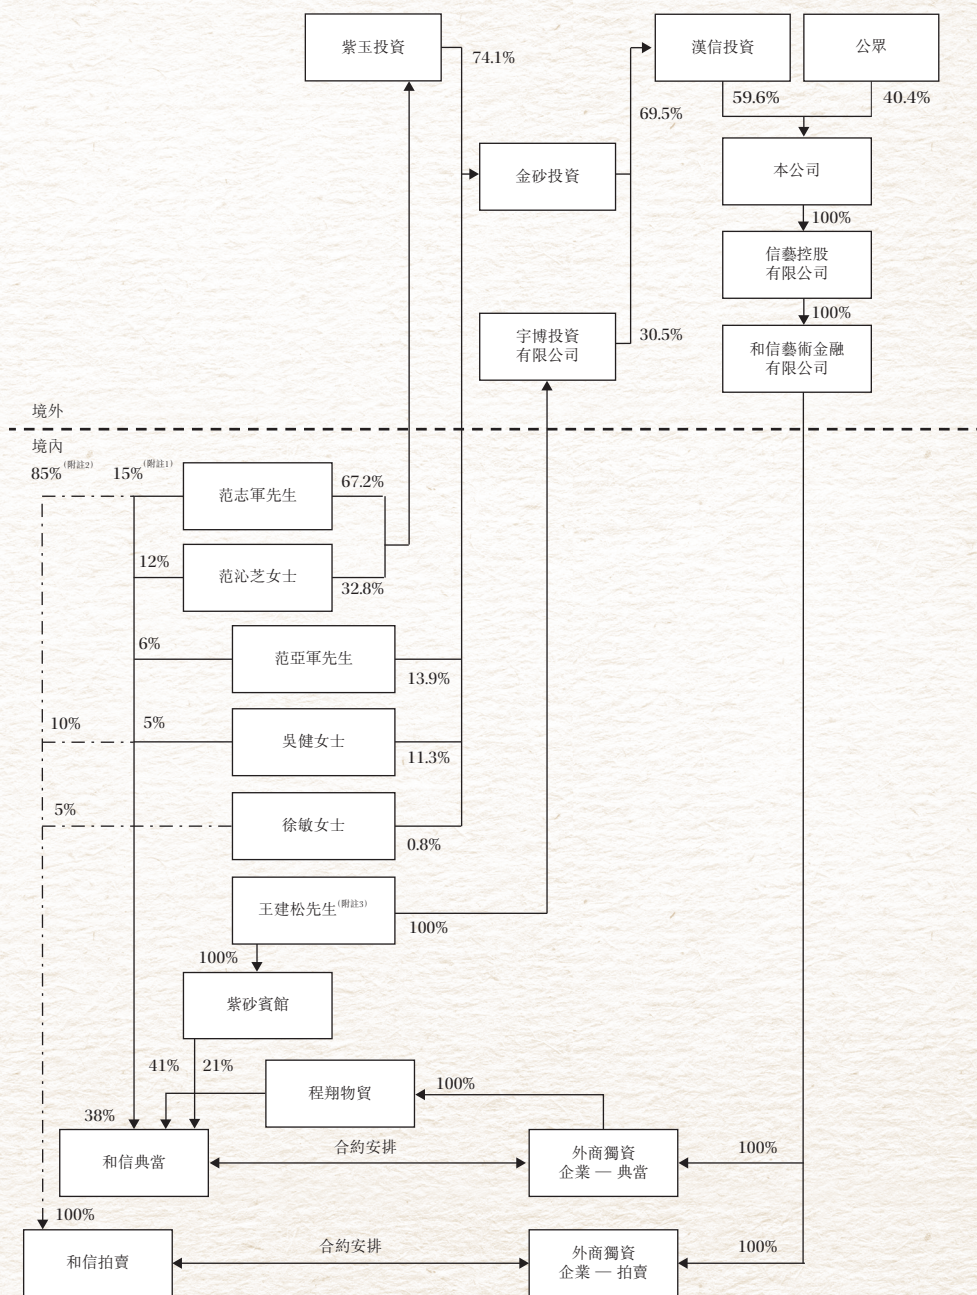 紫玉投資
74.1%
漢信投資
公眾
59.6%
40.4%
69.5%
金砂投資
本公司
100%
信藝控股
有限公司
100%
宇博投資
有限公司
30.5%
和信藝術金融
有限公司
境外
境內
85%(附註2)
15%(附註1)
范志軍先生
67.2%
12%
范沁芝女士
32.8%
6%
范亞軍先生
13.9%
10%
5%
吳健女士
11.3%
5%
徐敏女士
0.8%
王建松先生(附註3)
100%
100%
紫砂賓館
41%
21%
程翔物貿
100%
38%
和信典當
合約安排
外商獨資
企業 — 典當
100%
100%
和信拍賣
合約安排
外商獨資
企業 — 拍賣
100%